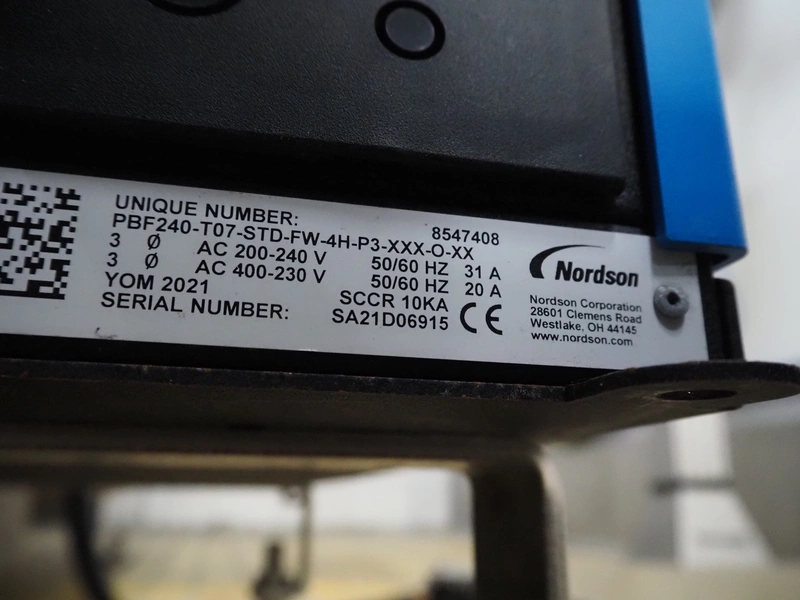 UNIQUE NUMBER: 8547408
PBF240-T07-STD-FW-4H-P3-XXX-O-XX
3 Ø AC 200-240 V 50/60 HZ 31 A
3 Ø AC 400-230 V 50/60 HZ 20 A
YOM 2021 SCCR 10KA
SERIAL NUMBER: SA21D06915
CE
Nordson
Nordson Corporation
28601 Clemens Road
Westlake, OH 44145
www.nordson.com